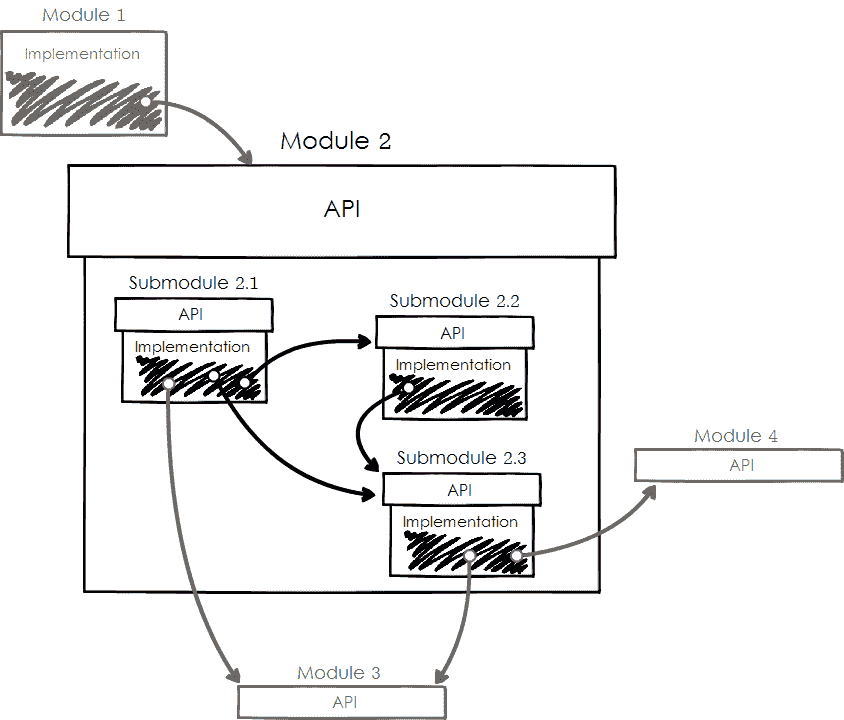 Module 1
Implementation
Module 2
API
Submodule 2.1
API
Implementation
Submodule 2.2
API
Implementation
Submodule 2.3
API
Implementation
Module 4
API
Module 3
API